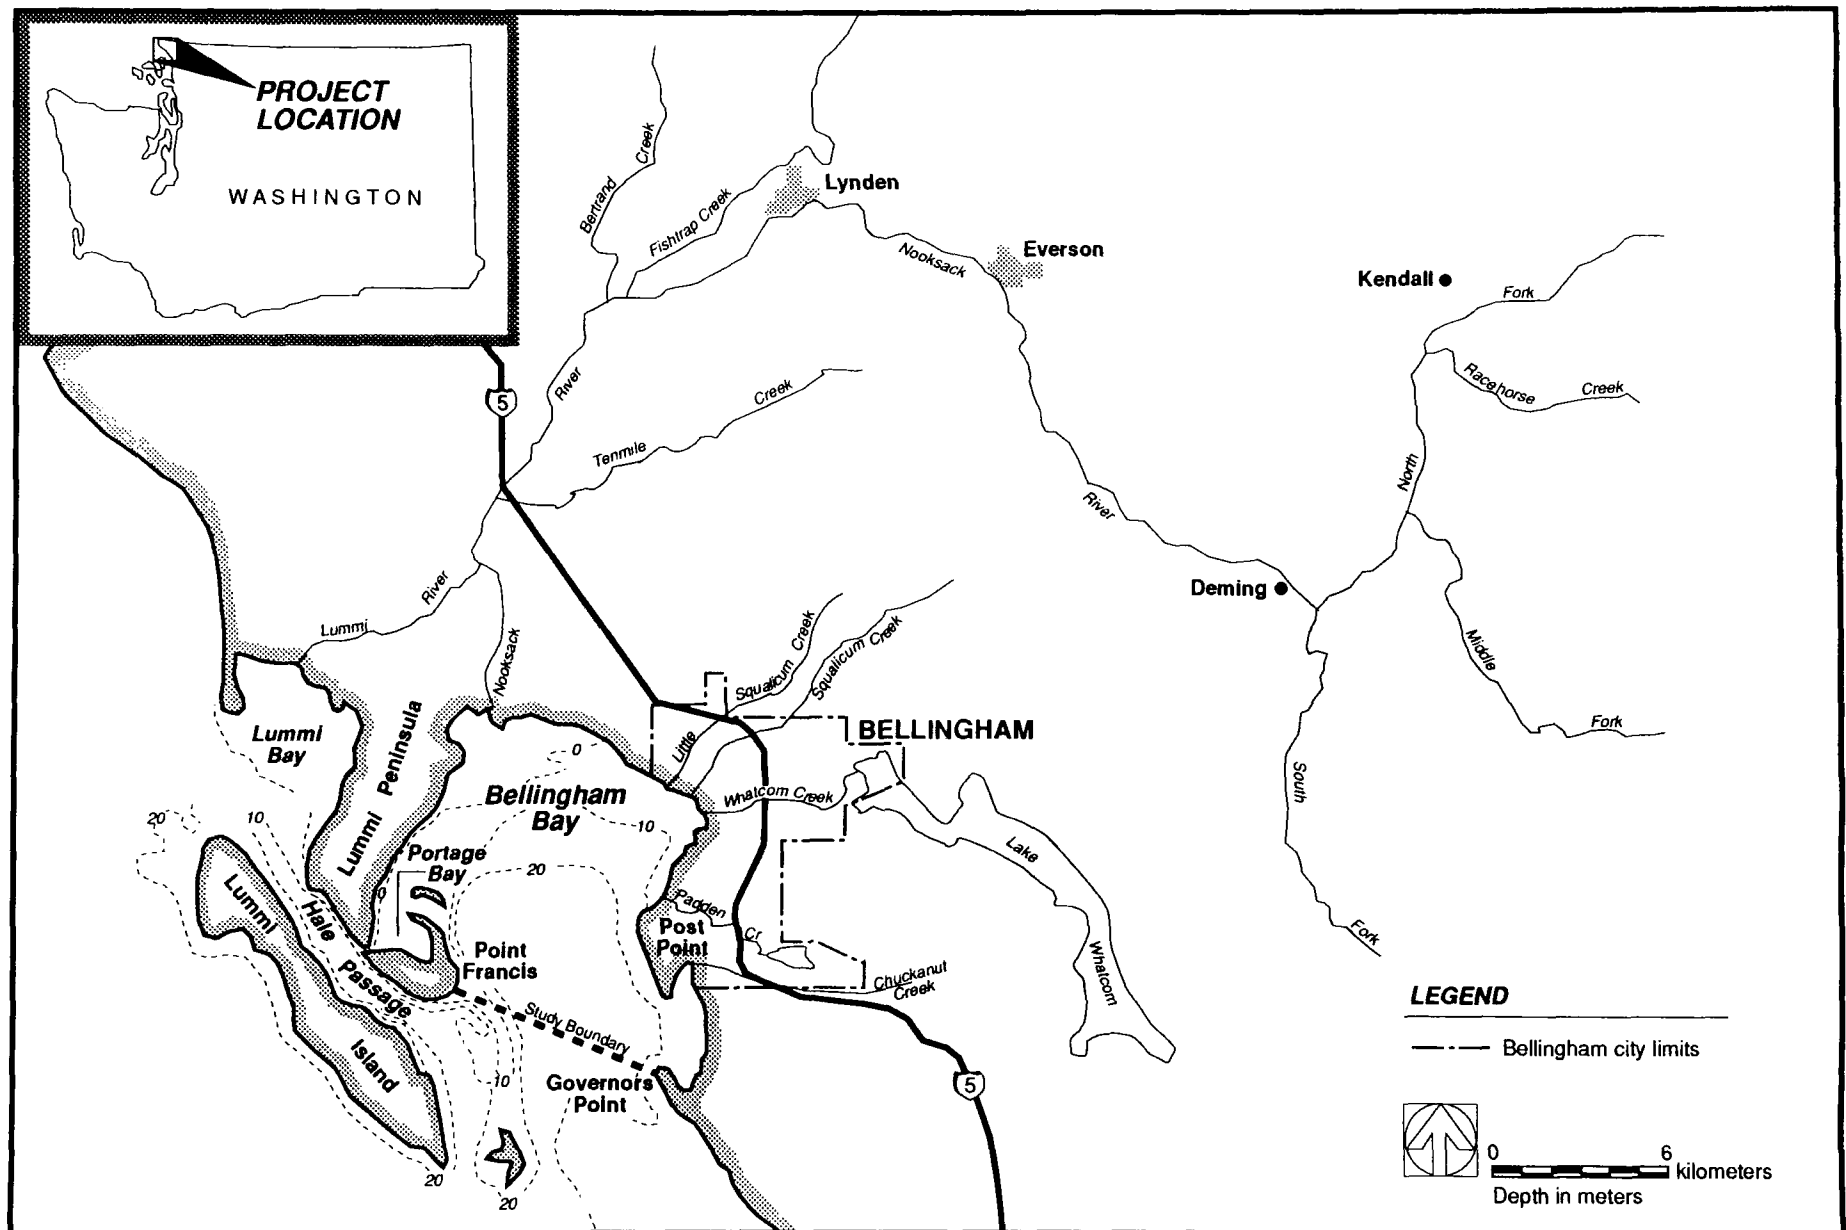 PROJECT
LOCATION
WASHINGTON
Bertrand Creek
Fishtrap Creek
Lynden
Nooksack
Everson
Kendall
Fork
Racehorse Creek
5
River
Creek
Tenmile
North
River
Deming
Middle
Fork
South
Fork
Lummi River
Nooksack
Squalicum Creek
Squalicum Creek
Little
BELLINGHAM
Whatcom Creek
Lake
Whatcom
Lummi
Bay
Lummi Peninsula
0
Bellingham
Bay
10
20
20
10
Portage
Bay
0
Lummi
Island
Hale
Passage
Padden
Cr
Post
Point
Point
Francis
Chuckanut
Creek
Study Boundary
10
Governors
Point
5
20
20
LEGEND
Bellingham city limits
0 6
kilometers
Depth in meters